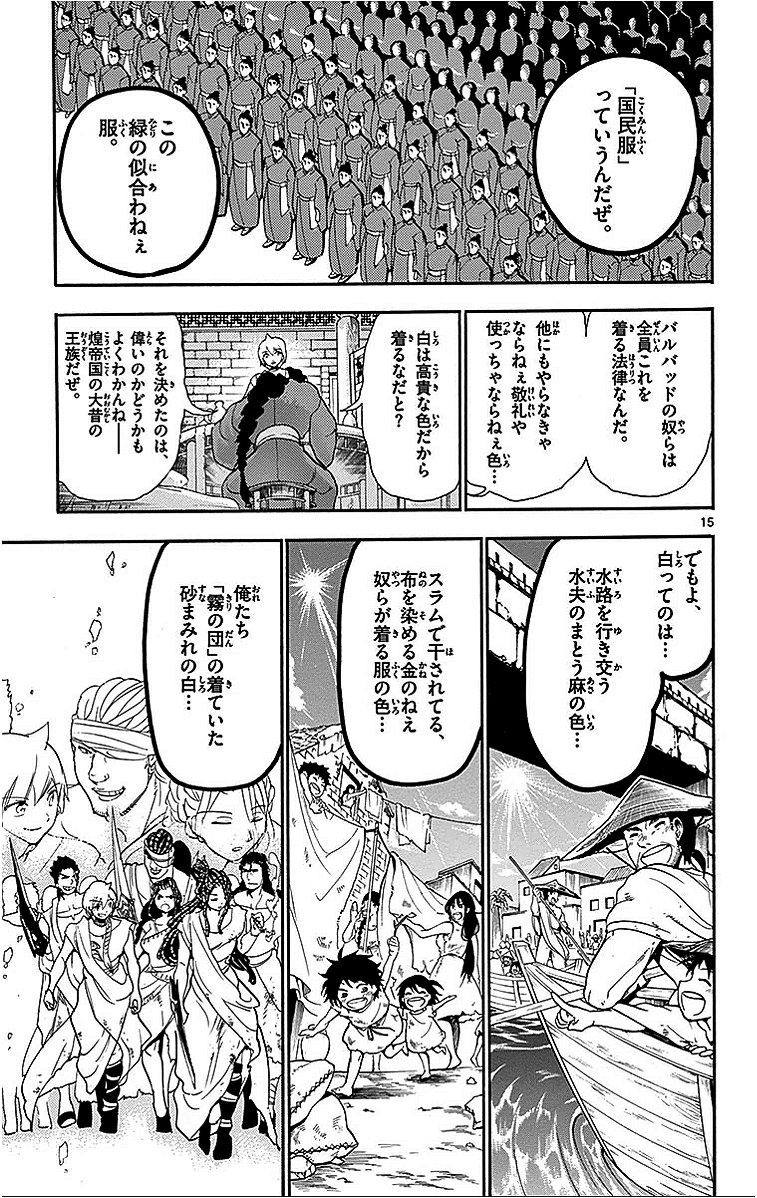 「国民服」
っていうんだぜ。
この
緑の似合わねぇ
服。
バルバッドの奴らは
全員これを
着る法律なんだ。
他にもやらなきゃ
ならねぇ敬礼や
使っちゃならねぇ色…
白は高貴な色だから
着るなだと?
それを決めたのは、
偉いのかどうかも
よくわかんね――
煌帝国の大昔の
王族だぜ。
15
でもよ、
白ってのは…
水路を行き交う
水夫のまとう麻の
色…
スラムで干されてる、
布を染める金のねえ
奴らが着る服の色…
俺たち
「霧の団」の着ていた
砂まみれの白…